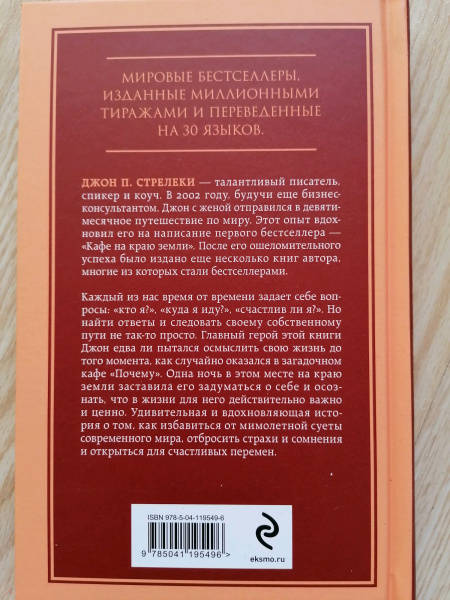 МИРОВЫЕ БЕСТСЕЛЛЕРЫ,
ИЗДАННЫЕ МИЛЛИОННЫМИ
ТИРАЖАМИ И ПЕРЕВЕДЕННЫЕ
НА 30 ЯЗЫКОВ.
ДЖОН П. СТРЕЛЕКИ — талантливый писатель,
спикер и коуч. В 2002 году, будучи еще бизнес-
консультантом, Джон с женой отправился в девяти-
месячное путешествие по миру. Этот опыт вдох-
новил его на написание первого бестселлера —
«Кафе на краю земли». После его ошеломительного
успеха было издано еще несколько книг автора,
многие из которых стали бестселлерами.
Каждый из нас время от времени задает себе воп-
росы: «кто я?», «куда я иду?», «счастлив ли я?». Но
найти ответы и следовать своему собственному
пути не так-то просто. Главный герой этой книги
Джон едва ли пытался осмыслить свою жизнь до
того момента, как случайно оказался в загадочном
кафе «Почему». Одна ночь в этом месте на краю
земли заставила его задуматься о себе и осоз-
нать, что в жизни для него действительно важно
и ценно. Удивительная и вдохновляющая исто-
рия о том, как избавиться от мимолетной суеты
современного мира, отбросить страхи и сомнения
и открыться для счастливых перемен.
ISBN 978-5-04-119549-6
9 785041 195496 >
eksmo.ru